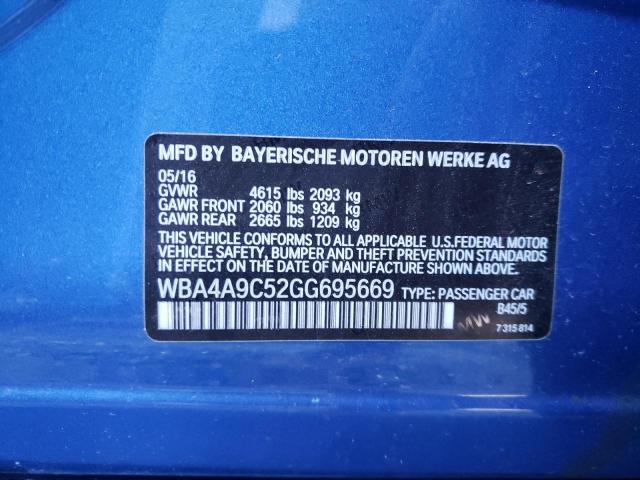 MFD BY BAYERISCHE MOTOREN WERKE AG
05/16
GVWR 4615 lbs 2093 kg
GAWR FRONT 2060 lbs 934 kg
GAWR REAR 2665 lbs 1209 kg
THIS VEHICLE CONFORMS TO ALL APPLICABLE U.S.FEDERAL MOTOR
VEHICLE SAFETY, BUMPER AND THEFT PREVENTION STANDARDS
IN EFFECT ON THE DATE OF MANUFACTURE SHOWN ABOVE.
WBA4A9C52GG695669 TYPE: PASSENGER CAR
B45/5
7 315 814